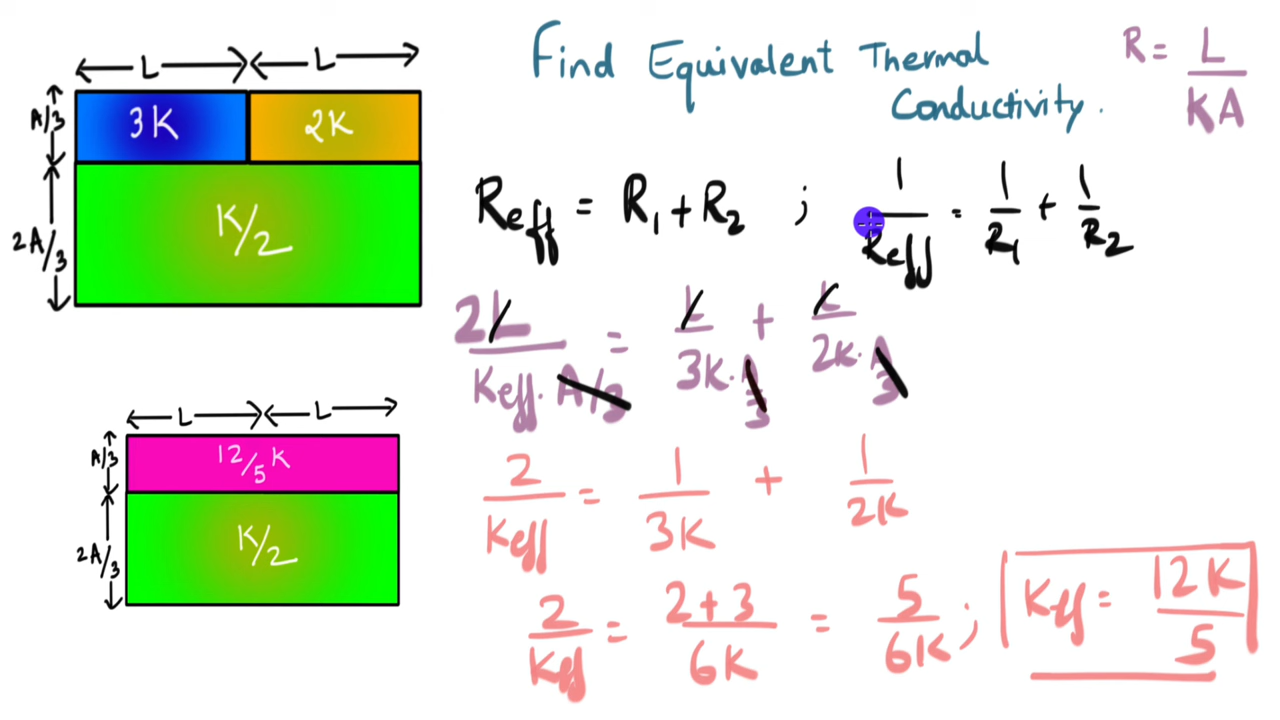 Find Equivalent Thermal
Conductivity.
R = L/KA
L L
A/3 3K 2K
2A/3 K/2
Reff = R1 + R2 ; 1/Reff = 1/R1 + 1/R2
2L/Keff. A/3 = L/3K. A/3 + L/2K. A/3
L L
A/3 12/5 K
2A/3 K/2
2/Keff = 1/3K + 1/2K
2/Keff = 2+3/6K = 5/6K ; Keff = 12K/5